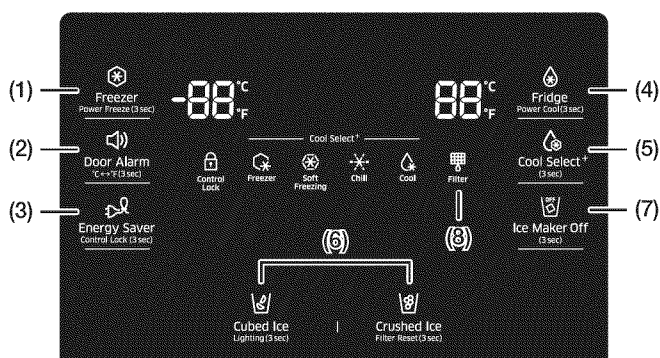 (1)
Freezer
Power Freeze (3 sec)
(2)
Door Alarm
°C↔°F (3 sec)
(3)
Energy Saver
Control Lock (3 sec)
-88 °C
°F
88 °C
°F
Cool Select+
Control
Lock
Freezer
Soft
Freezing
Chill
Cool
Filter
(6)
(8)
Cubed Ice
Lighting (3 sec)
|
Crushed Ice
Filter Reset (3 sec)
Fridge
Power Cool (3 sec)
(4)
Cool Select+
(3 sec)
(5)
OFF
Ice Maker Off
(3 sec)
(7)